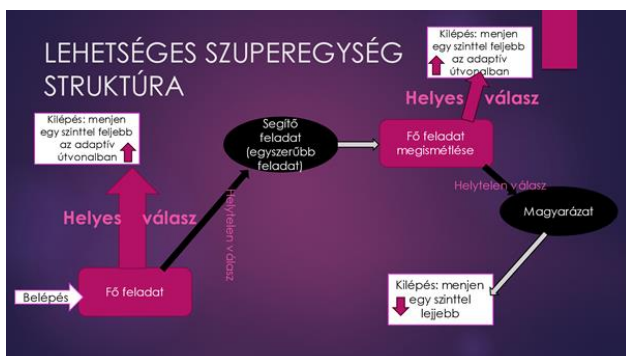 LEHETSÉGES SZUPEREGYSÉG
STRUKTÚRA
Kilépés: menjen
egy szinttel feljebb
az adaptív
útvonalban
Helyes válasz
Belépés
Fő feladat
Helytelen válasz
Segítő
feladat
(egyszerűbb
feladat)
Fő feladat
megismétlése
Helyes válasz
Kilépés: menjen
egy szinttel feljebb
az adaptív
útvonalban
Helytelen válasz
Magyarázat
Kilépés: menjen
egy szinttel
lejjebb